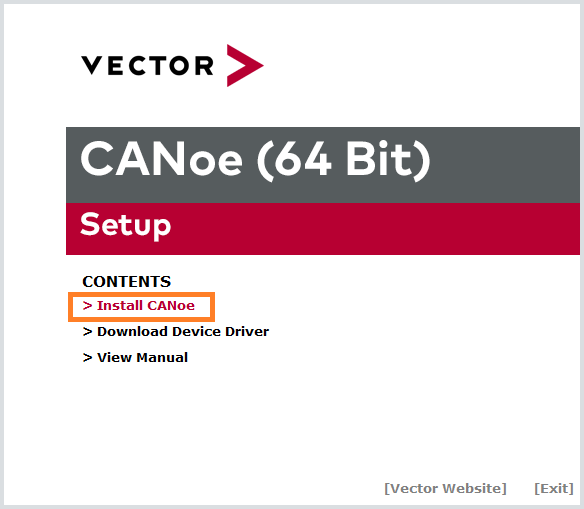 VECTOR
CANoe (64 Bit)
Setup
CONTENTS
> Install CANoe
> Download Device Driver
> View Manual
[Vector Website] [Exit]